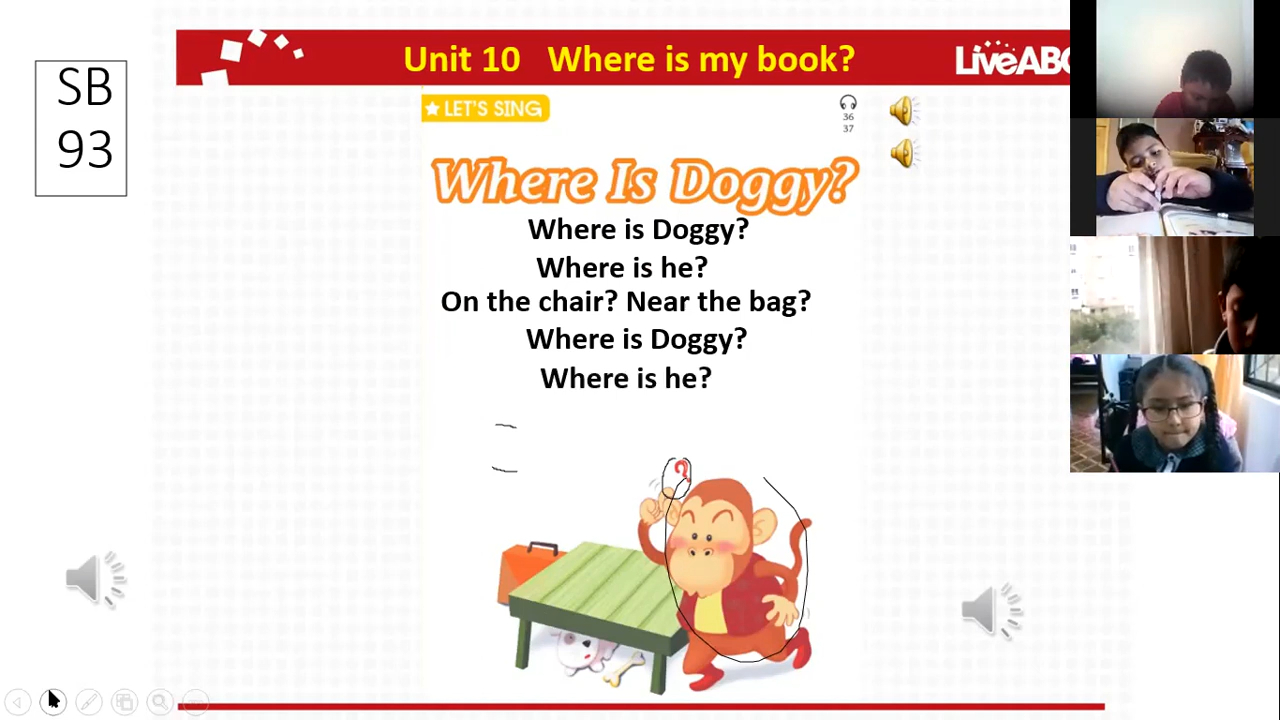 SB
93
Unit 10 Where is my book?
LiveABC
★ LET'S SING
36
37
Where Is Doggy?
Where is Doggy?
Where is he?
On the chair? Near the bag?
Where is Doggy?
Where is he?
?